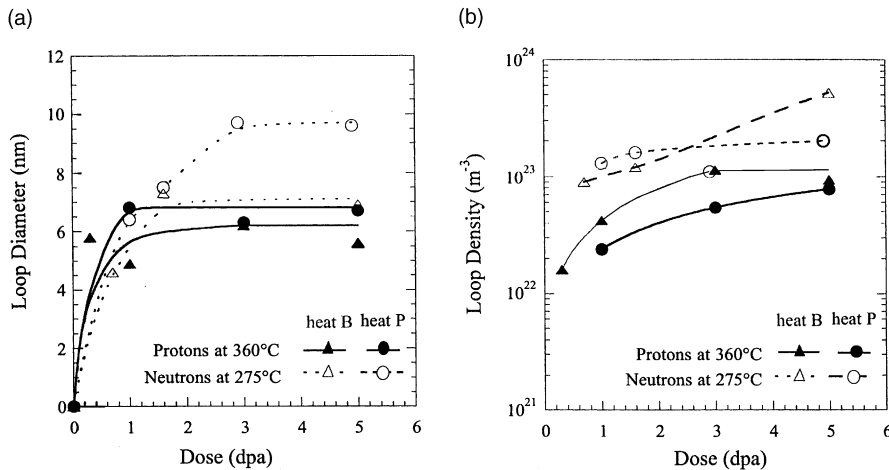 (a)
12
10
8
6
4
2
0
0 1 2 3 4 5 6
Loop Diameter (nm)
Dose (dpa)
heat B heat P
Protons at 360°C
Neutrons at 275°C
(b)
10^24
10^23
10^22
10^21
0 1 2 3 4 5 6
Loop Density (m^-3)
Dose (dpa)
heat B heat P
Protons at 360°C
Neutrons at 275°C